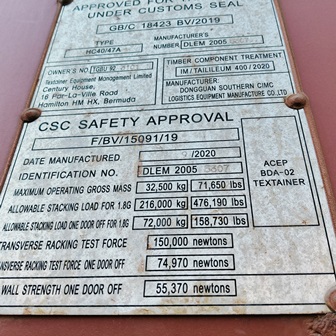 APPROVED FOR TRANSPORT
UNDER CUSTOMS SEAL
GB/C 18423 BV/2019
TYPE
HC40/47A
MANUFACTURER'S
NUMBER DLEM 2005
OWNER'S NO. TGBU
Textainer Equipment Management Limited
Century House,
16 Par-La-Ville Road
Hamilton HM HX, Bermuda
TIMBER COMPONENT TREATMENT
IM / TAILILEUM 400 / 2020
MANUFACTURER:
DONGGUAN SOUTHERN CIMC
LOGISTICS EQUIPMENT MANUFACTURE CO.,LTD
CSC SAFETY APPROVAL
F/BV/15091/19
DATE MANUFACTURED /2020
IDENTIFICATION NO. DLEM 2005
MAXIMUM OPERATING GROSS MASS 32,500 kg 71,650 lbs
ALLOWABLE STACKING LOAD FOR 1.8G 216,000 kg 476,190 lbs
ALLOWABLE STACKING LOAD ONE DOOR OFF FOR 1.8G 72,000 kg 158,730 lbs
TRANSVERSE RACKING TEST FORCE 150,000 newtons
TRANSVERSE RACKING TEST FORCE ONE DOOR OFF 74,970 newtons
WALL STRENGTH ONE DOOR OFF 55,370 newtons
ACEP
BDA-02
TEXTAINER